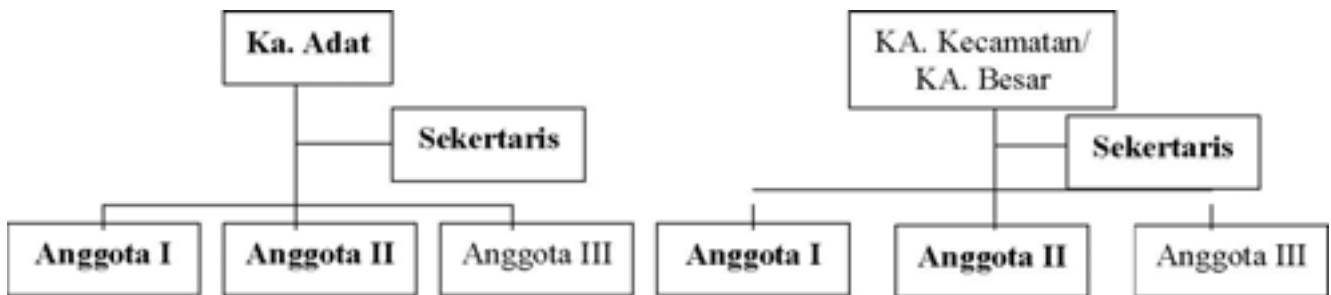 Ka. Adat
Sekertaris
Anggota I
Anggota II
Anggota III
KA. Kecamatan/
KA. Besar
Sekertaris
Anggota I
Anggota II
Anggota III